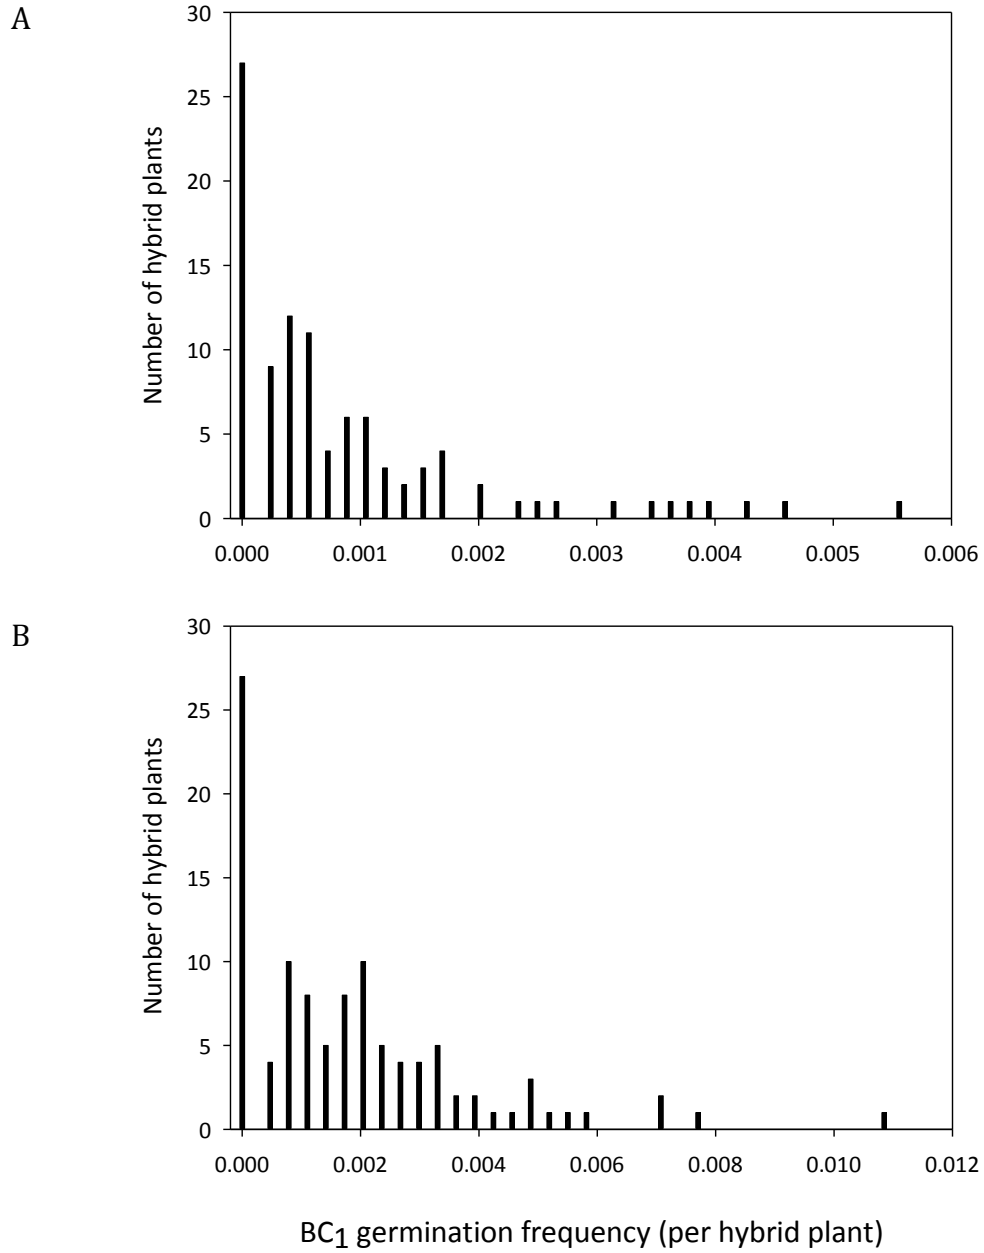 A
30
25
20
15
10
5
0
Number of hybrid plants
0.000 0.001 0.002 0.003 0.004 0.005 0.006
B
30
25
20
15
10
5
0
Number of hybrid plants
0.000 0.002 0.004 0.006 0.008 0.010 0.012
BC1 germination frequency (per hybrid plant)